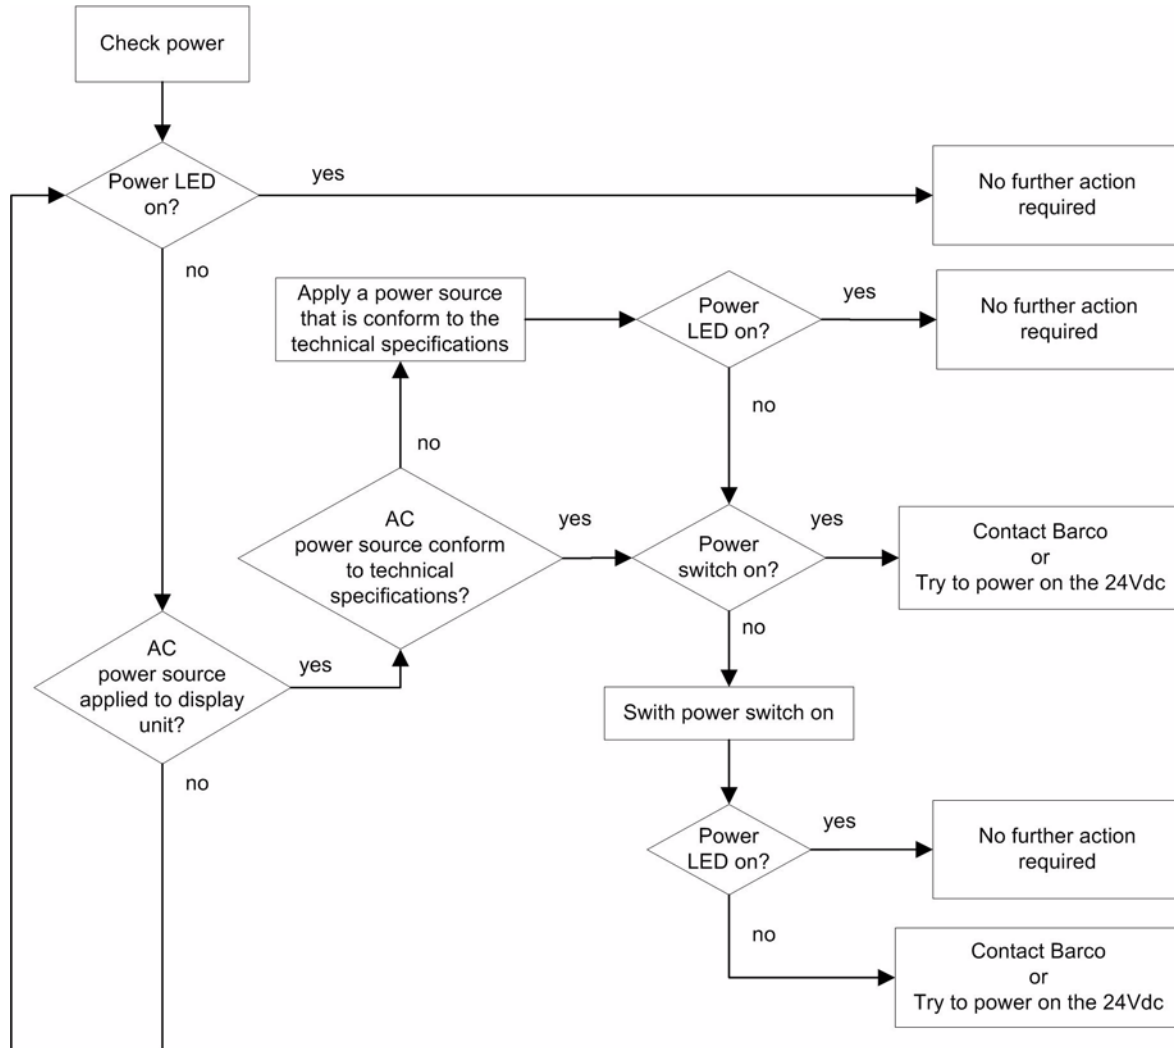 Check power
Power LED
on?
yes
No further action
required
no
Apply a power source
that is conform to the
technical specifications
Power
LED on?
yes
No further action
required
no
no
AC
power source conform
to technical
specifications?
yes
Power
switch on?
yes
Contact Barco
or
Try to power on the 24Vdc
no
AC
power source
applied to display
unit?
yes
Swith power switch on
no
Power
LED on?
yes
No further action
required
no
Contact Barco
or
Try to power on the 24Vdc